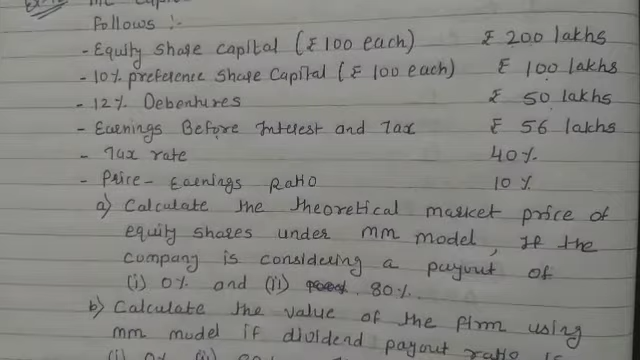 Follows :-
- Equity share capital (₹ 100 each) ₹ 200 lakhs
- 10% preference share Capital (₹ 100 each) ₹ 100 lakhs
- 12% Debentures ₹ 50 lakhs
- Earnings Before Interest and Tax ₹ 56 lakhs
- Tax rate 40%
- Price - Earnings Ratio 10%
a) Calculate the theoretical market price of
equity shares under mm model, If the
company is considering a payout of
(i) 0% and (ii) 80%.
b) Calculate the value of the firm using
mm model if dividend payout ratio is
(i) 0% (ii)